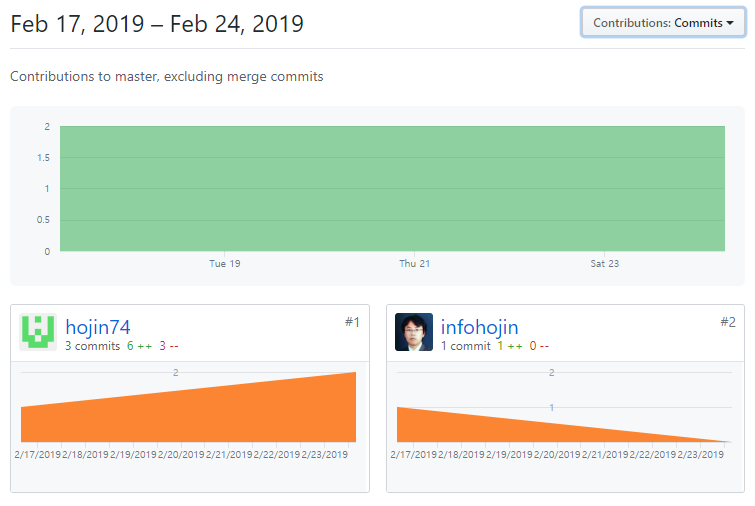 Feb 17, 2019 – Feb 24, 2019
Contributions: Commits
Contributions to master, excluding merge commits
2
1.5
1
0.5
0
Tue 19
Thu 21
Sat 23
hojin74
#1
3 commits 6 ++ 3 --
2
2/17/2019 2/18/2019 2/19/2019 2/20/2019 2/21/2019 2/22/2019 2/23/2019
infohojin
#2
1 commit 1 ++ 0 --
2
1
2/17/2019 2/18/2019 2/19/2019 2/20/2019 2/21/2019 2/22/2019 2/23/2019